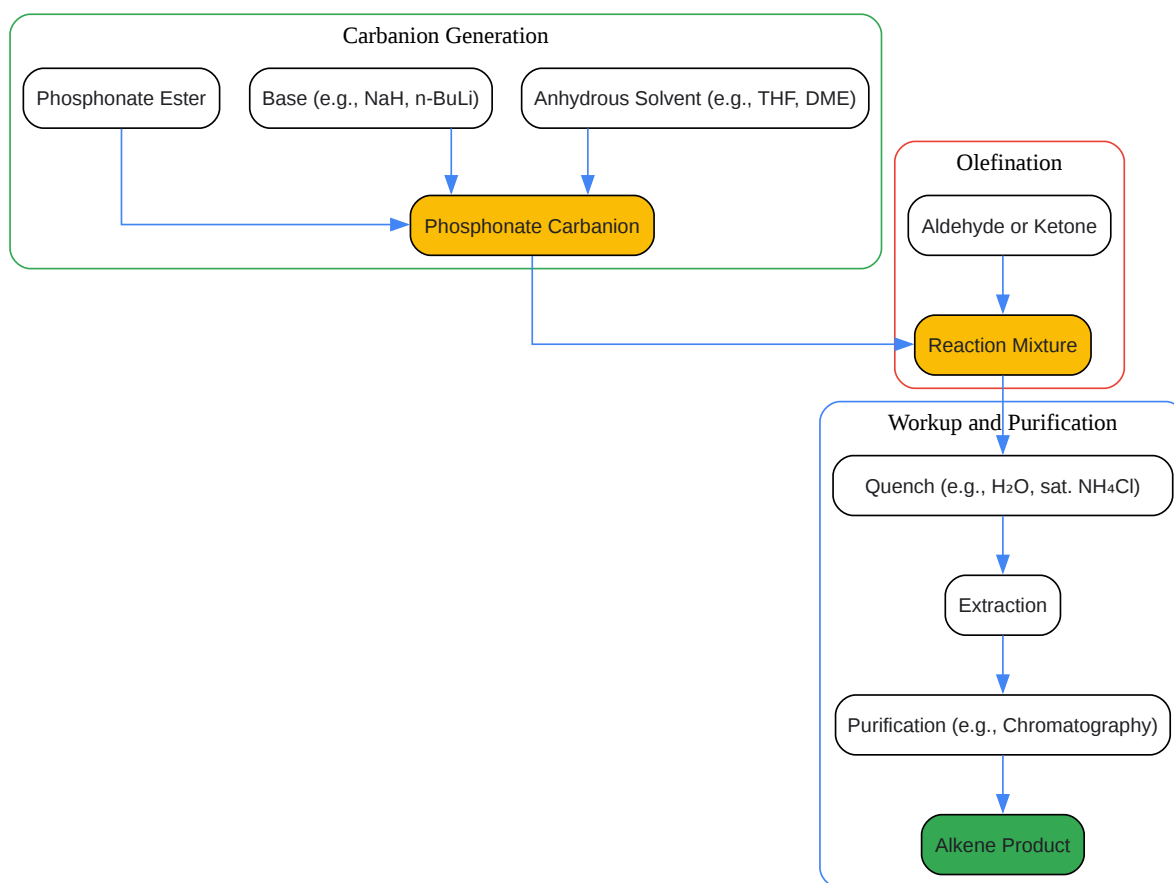 Carbanion Generation
Phosphonate Ester
Base (e.g., NaH, n-BuLi)
Anhydrous Solvent (e.g., THF, DME)
Phosphonate Carbanion
Olefination
Aldehyde or Ketone
Reaction Mixture
Workup and Purification
Quench (e.g., H₂O, sat. NH₄Cl)
Extraction
Purification (e.g., Chromatography)
Alkene Product